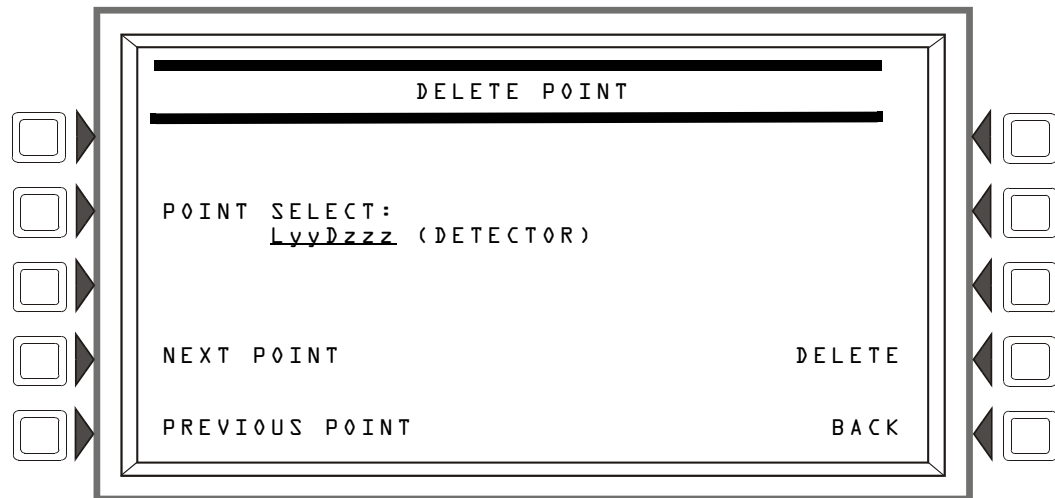 DELETE POINT
POINT SELECT:
LyyDzzz (DETECTOR)
NEXT POINT
DELETE
PREVIOUS POINT
BACK